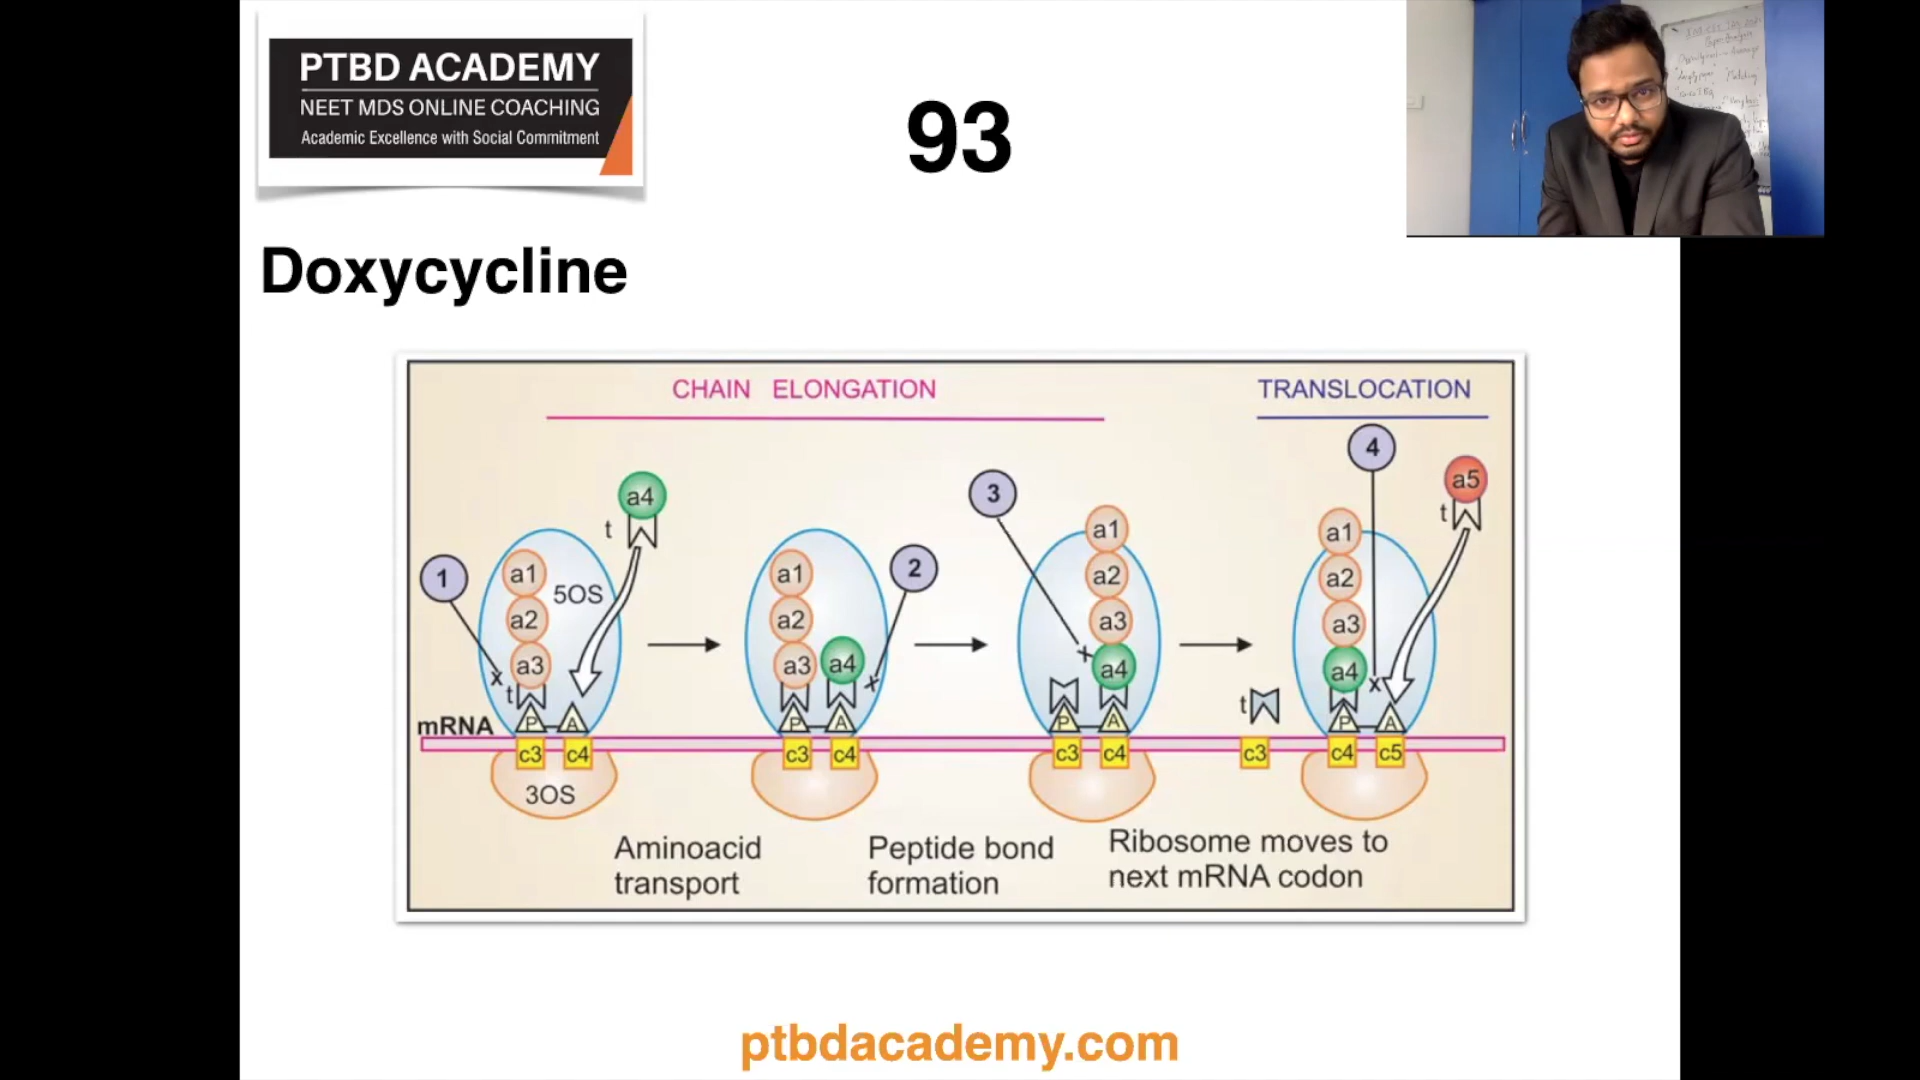 PTBD ACADEMY
NEET MDS ONLINE COACHING
Academic Excellence with Social Commitment
93
Doxycycline
CHAIN ELONGATION
TRANSLOCATION
4
a4
3
a5
t
t
a1
a1
1
a1
5OS
a1
2
a2
a2
a2
a2
a3
a3
a3
a3
a4
a4
a4
x
t
x
x
x
t
mRNA
P
A
P
A
P
A
P
A
c3
c4
c3
c4
c3
c4
c3
c4
c5
3OS
Aminoacid
transport
Peptide bond
formation
Ribosome moves to
next mRNA codon
ptbdacademy.com